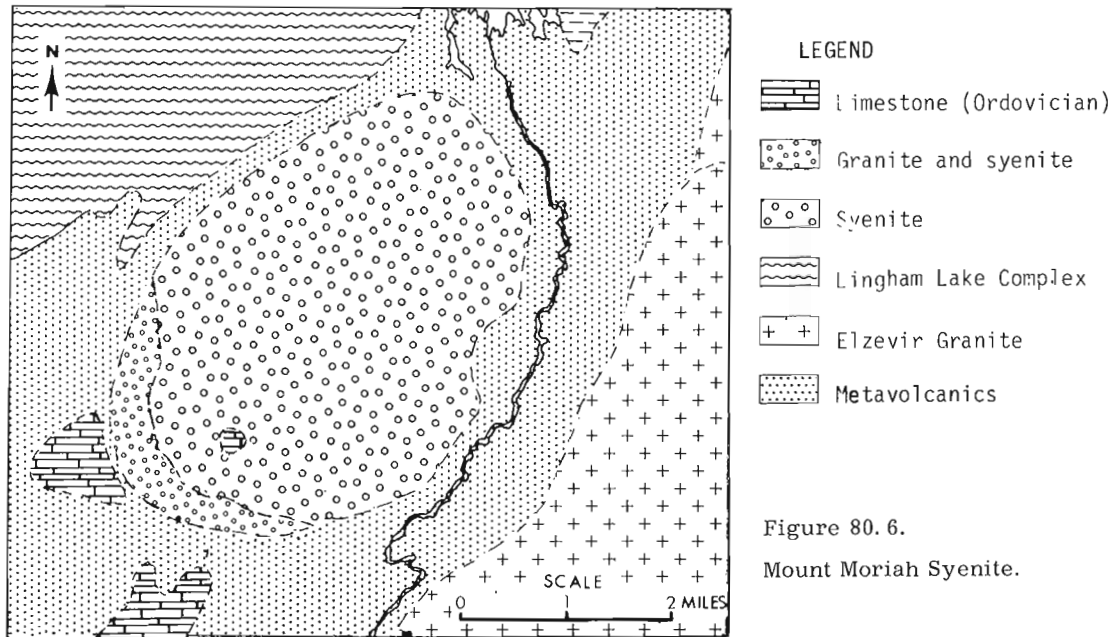 N
LEGEND
Limestone (Ordovician)
Granite and syenite
Syenite
Lingham Lake Complex
Elzevir Granite
Metavolcanics
SCALE
0 1 2 MILES
Figure 80.6.
Mount Moriah Syenite.